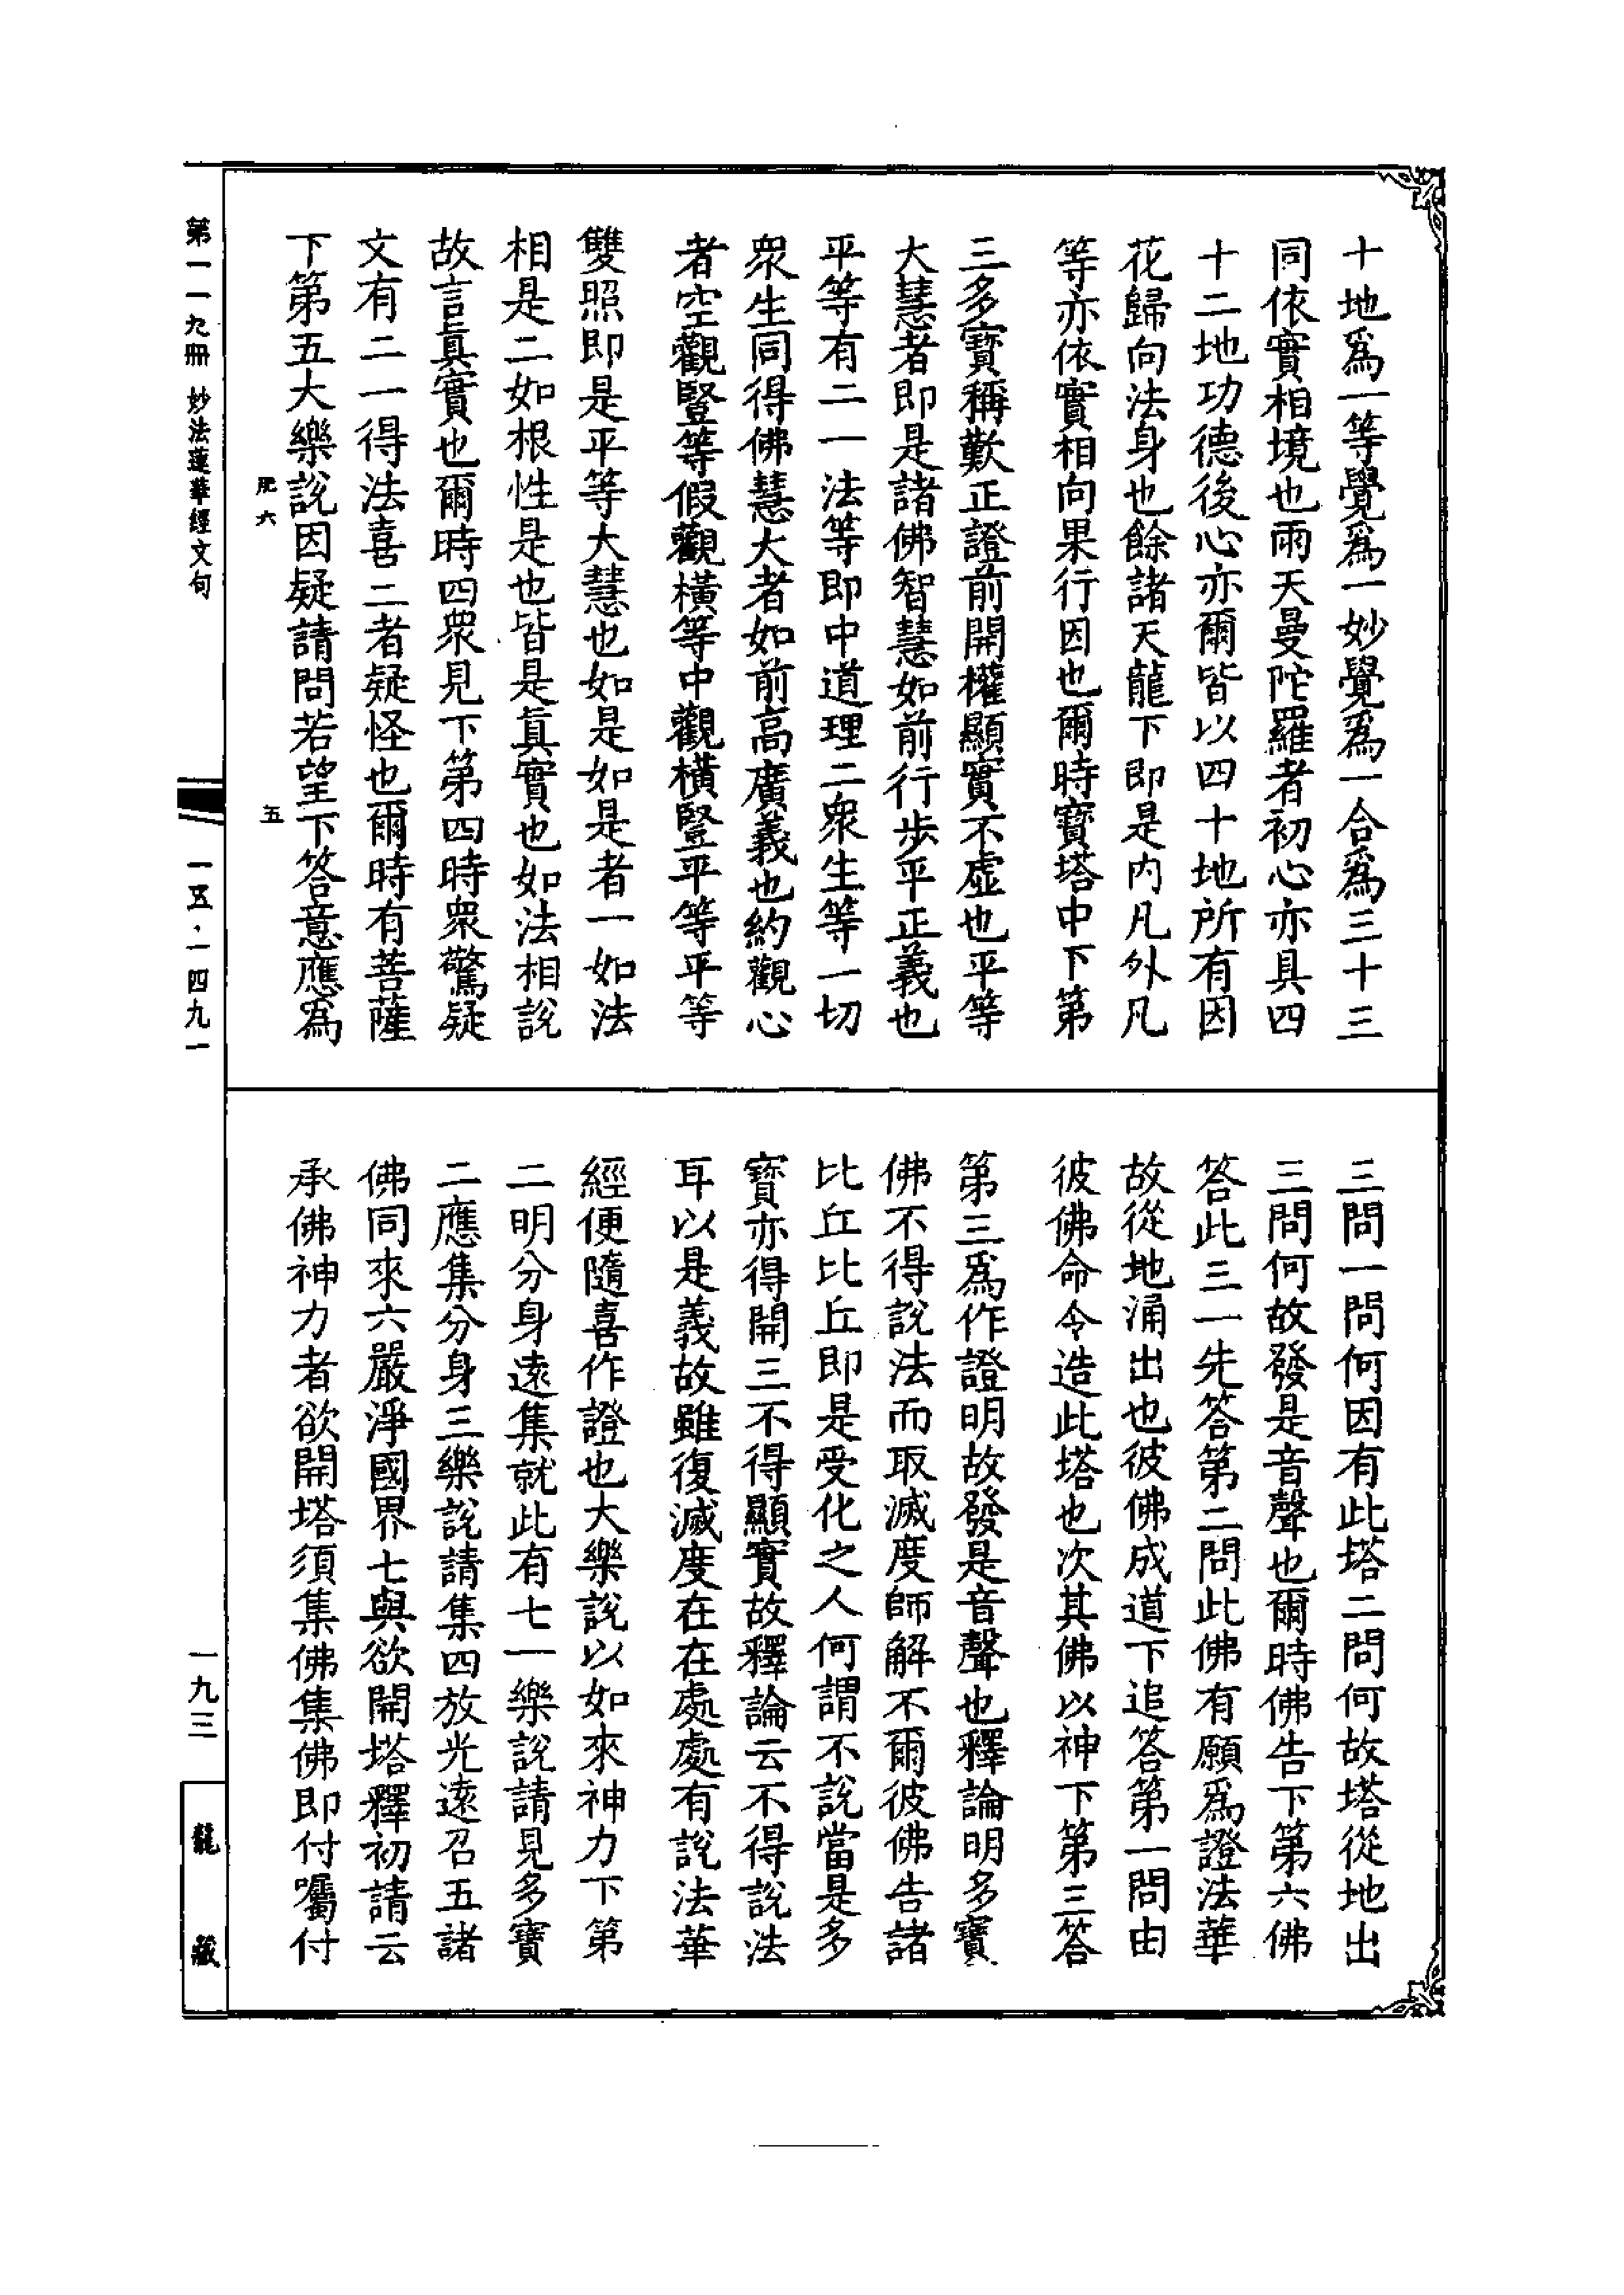 十地爲一等覺爲一妙覺爲一合爲三十三
同依實相境也雨天曼陀羅者初心亦具四
十二地功德後心亦爾皆以四十地所有因
花歸向法身也餘諸天龍下即是內凡外凡
等亦依實相向果行因也爾時寶塔中下第
三多寶稱歎正證前開權顯實不虛也平等
大慧者即是諸佛智慧如前行步平正義也
平等有二一法等即中道理二衆生等一切
衆生同得佛慧大者如前高廣義也約觀心
者空觀豎等假觀橫等中觀橫豎平等平等
雙照即是平等大慧也如是如是者一如法
相是二如根性是也皆是眞實也如法相說
故言眞實也爾時四衆見下第四時衆驚疑
文有二一得法喜二者疑怪也爾時有菩薩
下第五大樂說因疑請問若望下答意應爲
三問一問何因有此塔二問何故塔從地出
三問何故發是音聲也爾時佛告下第六佛
答此三一先答第二問此佛有願爲證法華
故從地涌出也彼佛成道下追答第一問由
彼佛命令造此塔也次其佛以神下第三答
第三爲作證明故發是音聲也釋論明多寶
佛不得說法而取滅度師解不爾彼佛告諸
比丘比丘即是受化之人何謂不說當是多
寶亦得開三不得顯實故釋論云不得說法
耳以是義故雖復滅度在在處處有說法華
經便隨喜作證也大樂說以如來神力下第
二明分身遠集就此有七一樂說請見多寶
二應集分身三樂說請集四放光遠召五諸
佛同來六嚴淨國界七與欲開塔釋初請云
承佛神力者欲開塔須集佛集佛即付囑付
肥六
五
第一一九冊 妙法蓮華經文句
一五·一四九一
一九三
龍藏